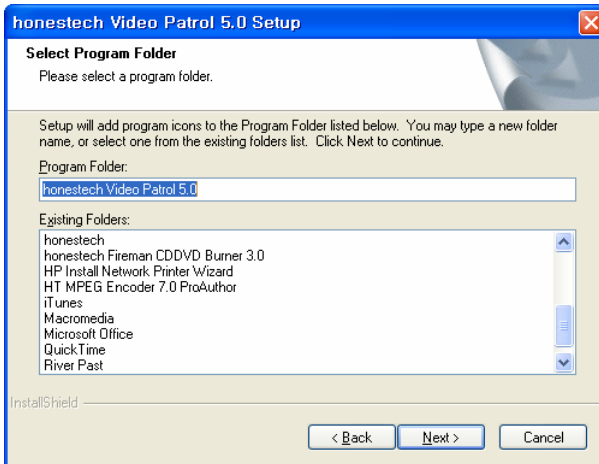 honestech Video Patrol 5.0 Setup
Select Program Folder
Please select a program folder.
Setup will add program icons to the Program Folder listed below. You may type a new folder
name, or select one from the existing folders list. Click Next to continue.
Program Folder:
honestech Video Patrol 5.0
Existing Folders:
honestech
honestech Fireman CDDVD Burner 3.0
HP Install Network Printer Wizard
HT MPEG Encoder 7.0 ProAuthor
iTunes
Macromedia
Microsoft Office
QuickTime
River Past
InstallShield
< Back Next > Cancel